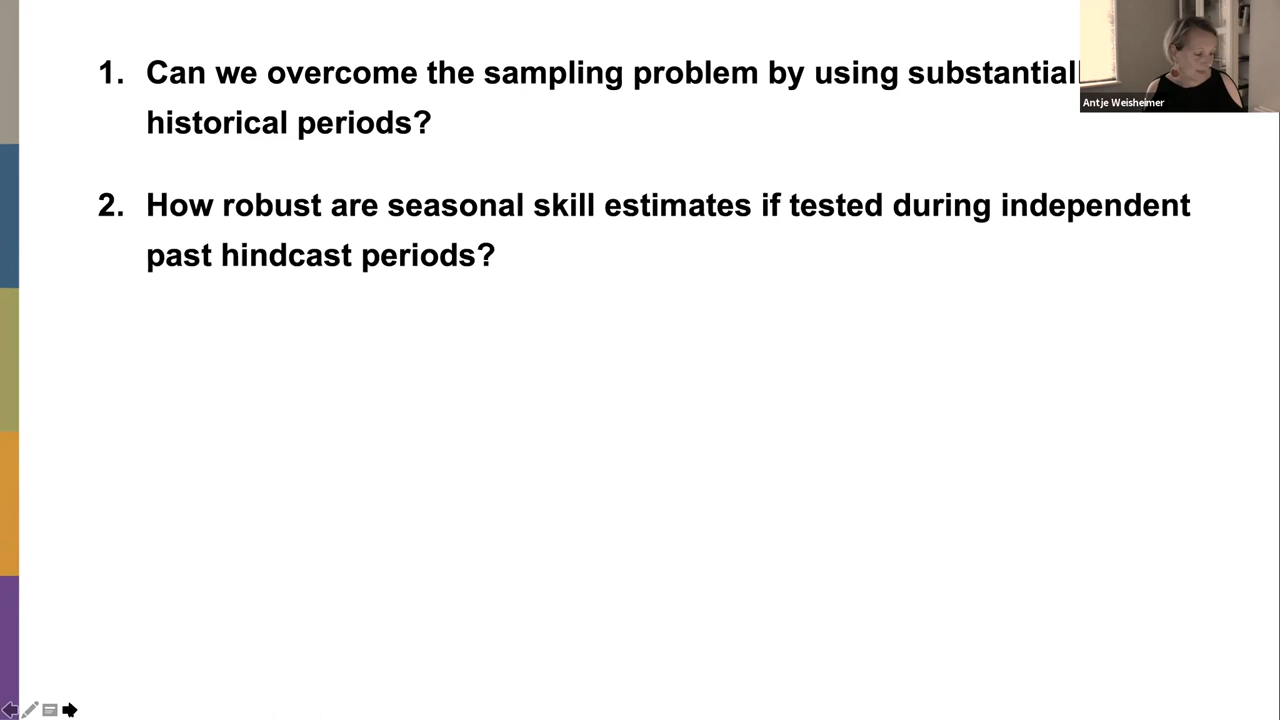 1. Can we overcome the sampling problem by using
historical periods?
2. How robust are seasonal skill estimates if tested during independent
past hindcast periods?
Antje Weisheimer